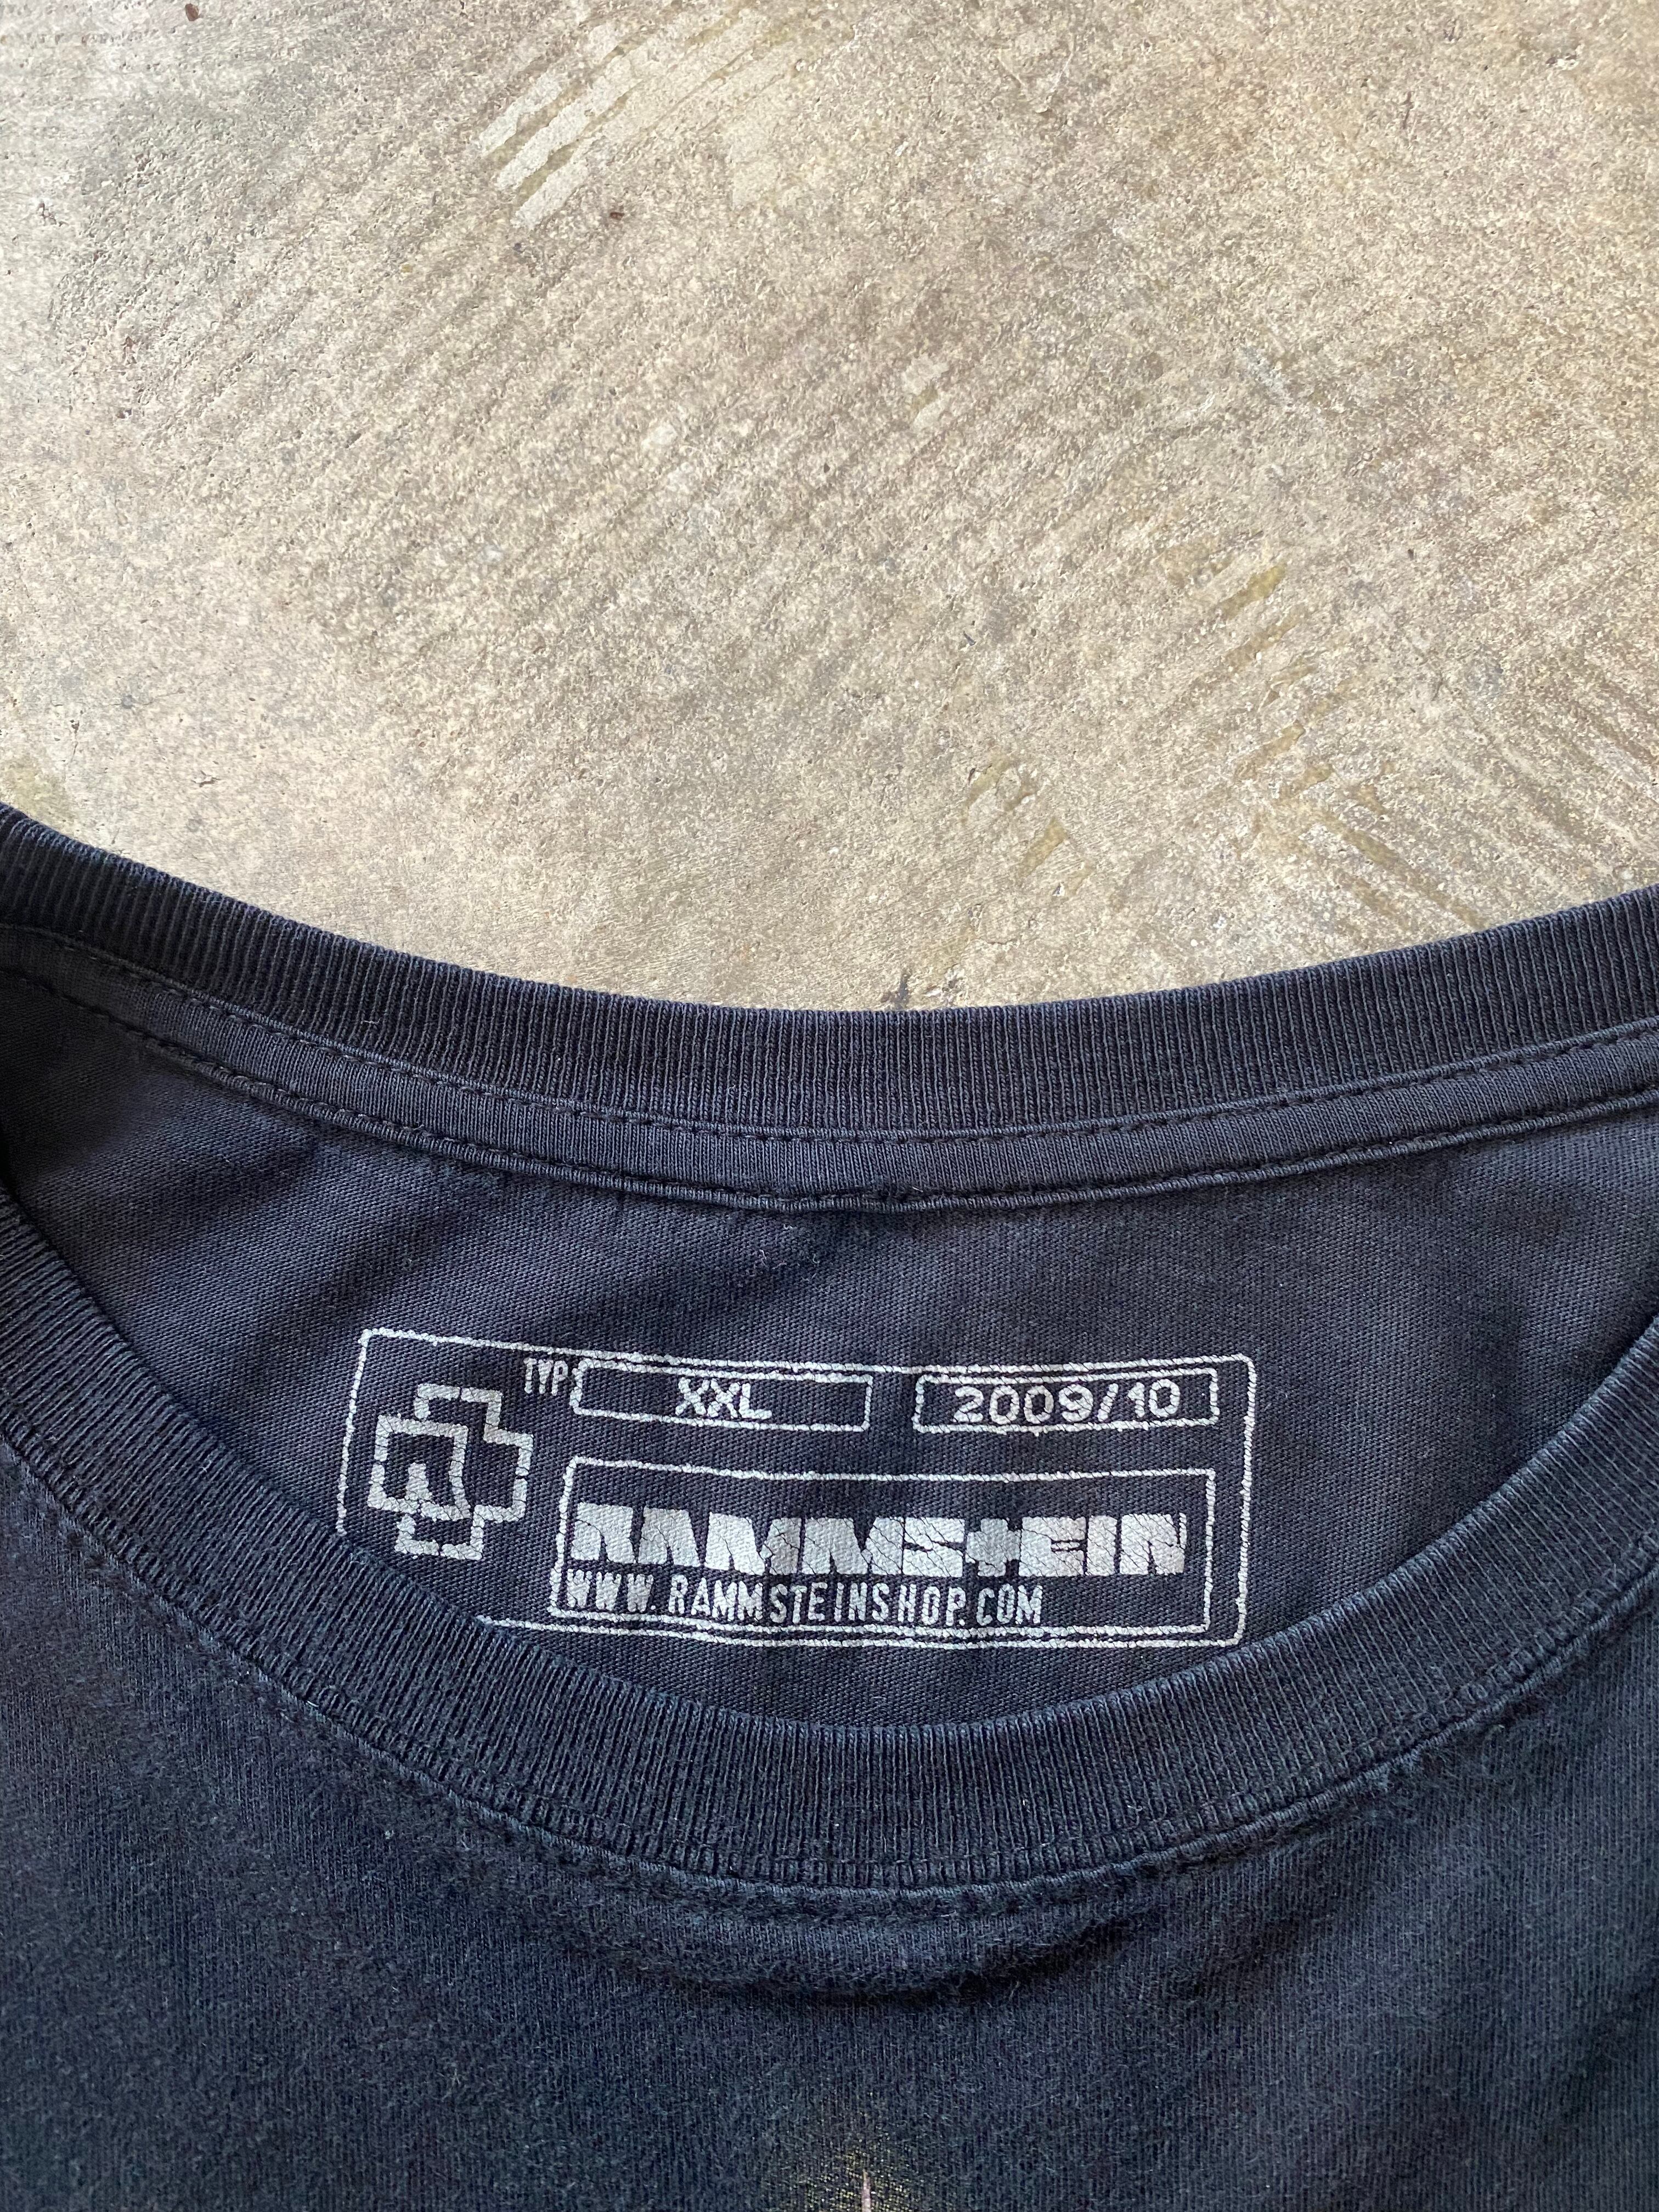 TYP: XXL 2009/10
RAMMSTEIN
WWW.RAMMSTEINSHOP.COM